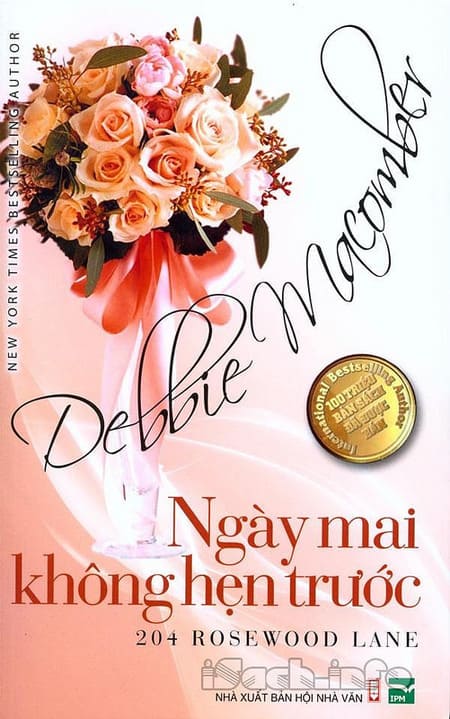 NEW YORK TIMES BESTSELLING AUTHOR
Debbie Macomber
International Bestselling Author
100 TRIỆU
BẢN SÁCH
ĐÃ ĐƯỢC
BÁN
Ngày mai
không hẹn trước
204 ROSEWOOD LANE
iSach.info
NHÀ XUẤT BẢN HỘI NHÀ VĂN
IPM